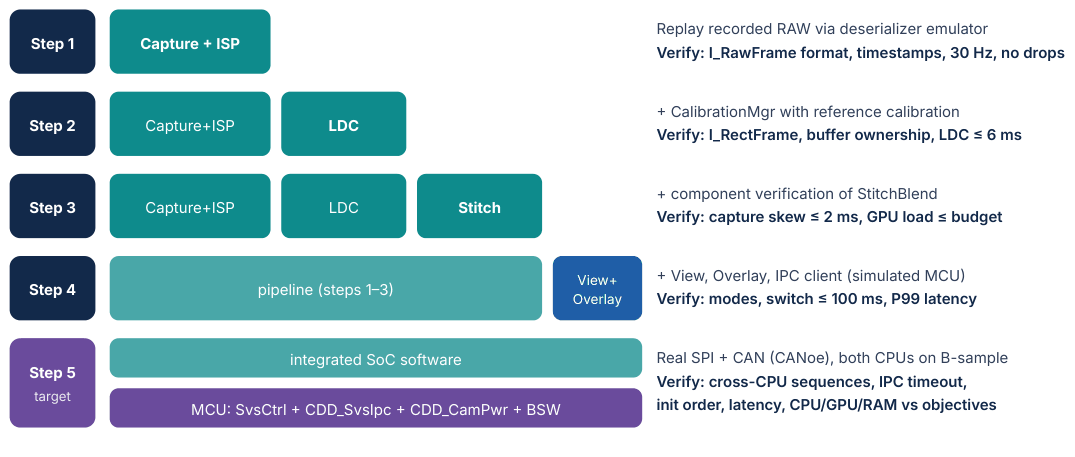 Step 1
Capture + ISP
Replay recorded RAW via deserializer emulator
Verify: I_RawFrame format, timestamps, 30 Hz, no drops
Step 2
Capture+ISP
LDC
+ CalibrationMgr with reference calibration
Verify: I_RectFrame, buffer ownership, LDC ≤ 6 ms
Step 3
Capture+ISP
LDC
Stitch
+ component verification of StitchBlend
Verify: capture skew ≤ 2 ms, GPU load ≤ budget
Step 4
pipeline (steps 1–3)
View+
Overlay
+ View, Overlay, IPC client (simulated MCU)
Verify: modes, switch ≤ 100 ms, P99 latency
Step 5
target
integrated SoC software
MCU: SvsCtrl + CDD_SvsIpc + CDD_CamPwr + BSW
Real SPI + CAN (CANoe), both CPUs on B-sample
Verify: cross-CPU sequences, IPC timeout,
init order, latency, CPU/GPU/RAM vs objectives